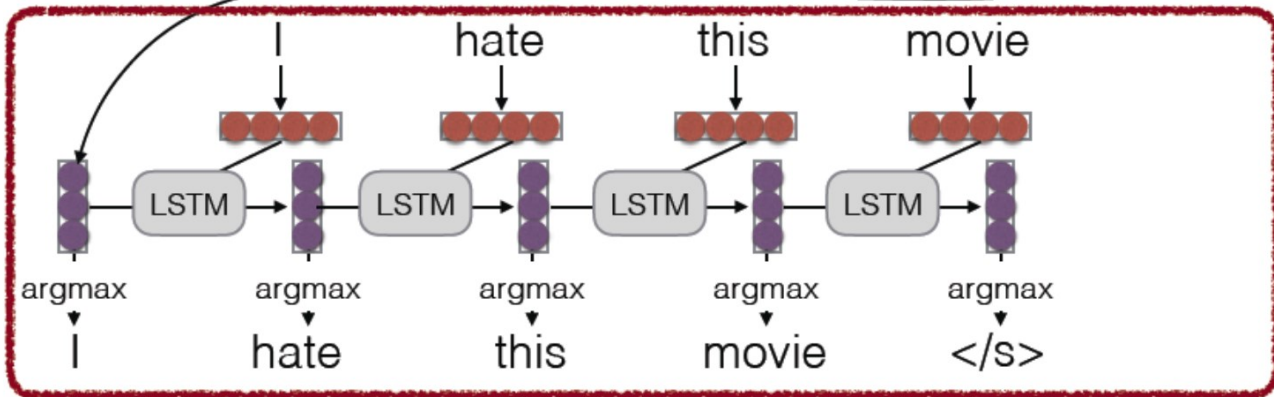 I hate this movie
LSTM LSTM LSTM LSTM
argmax argmax argmax argmax argmax
I hate this movie </s>